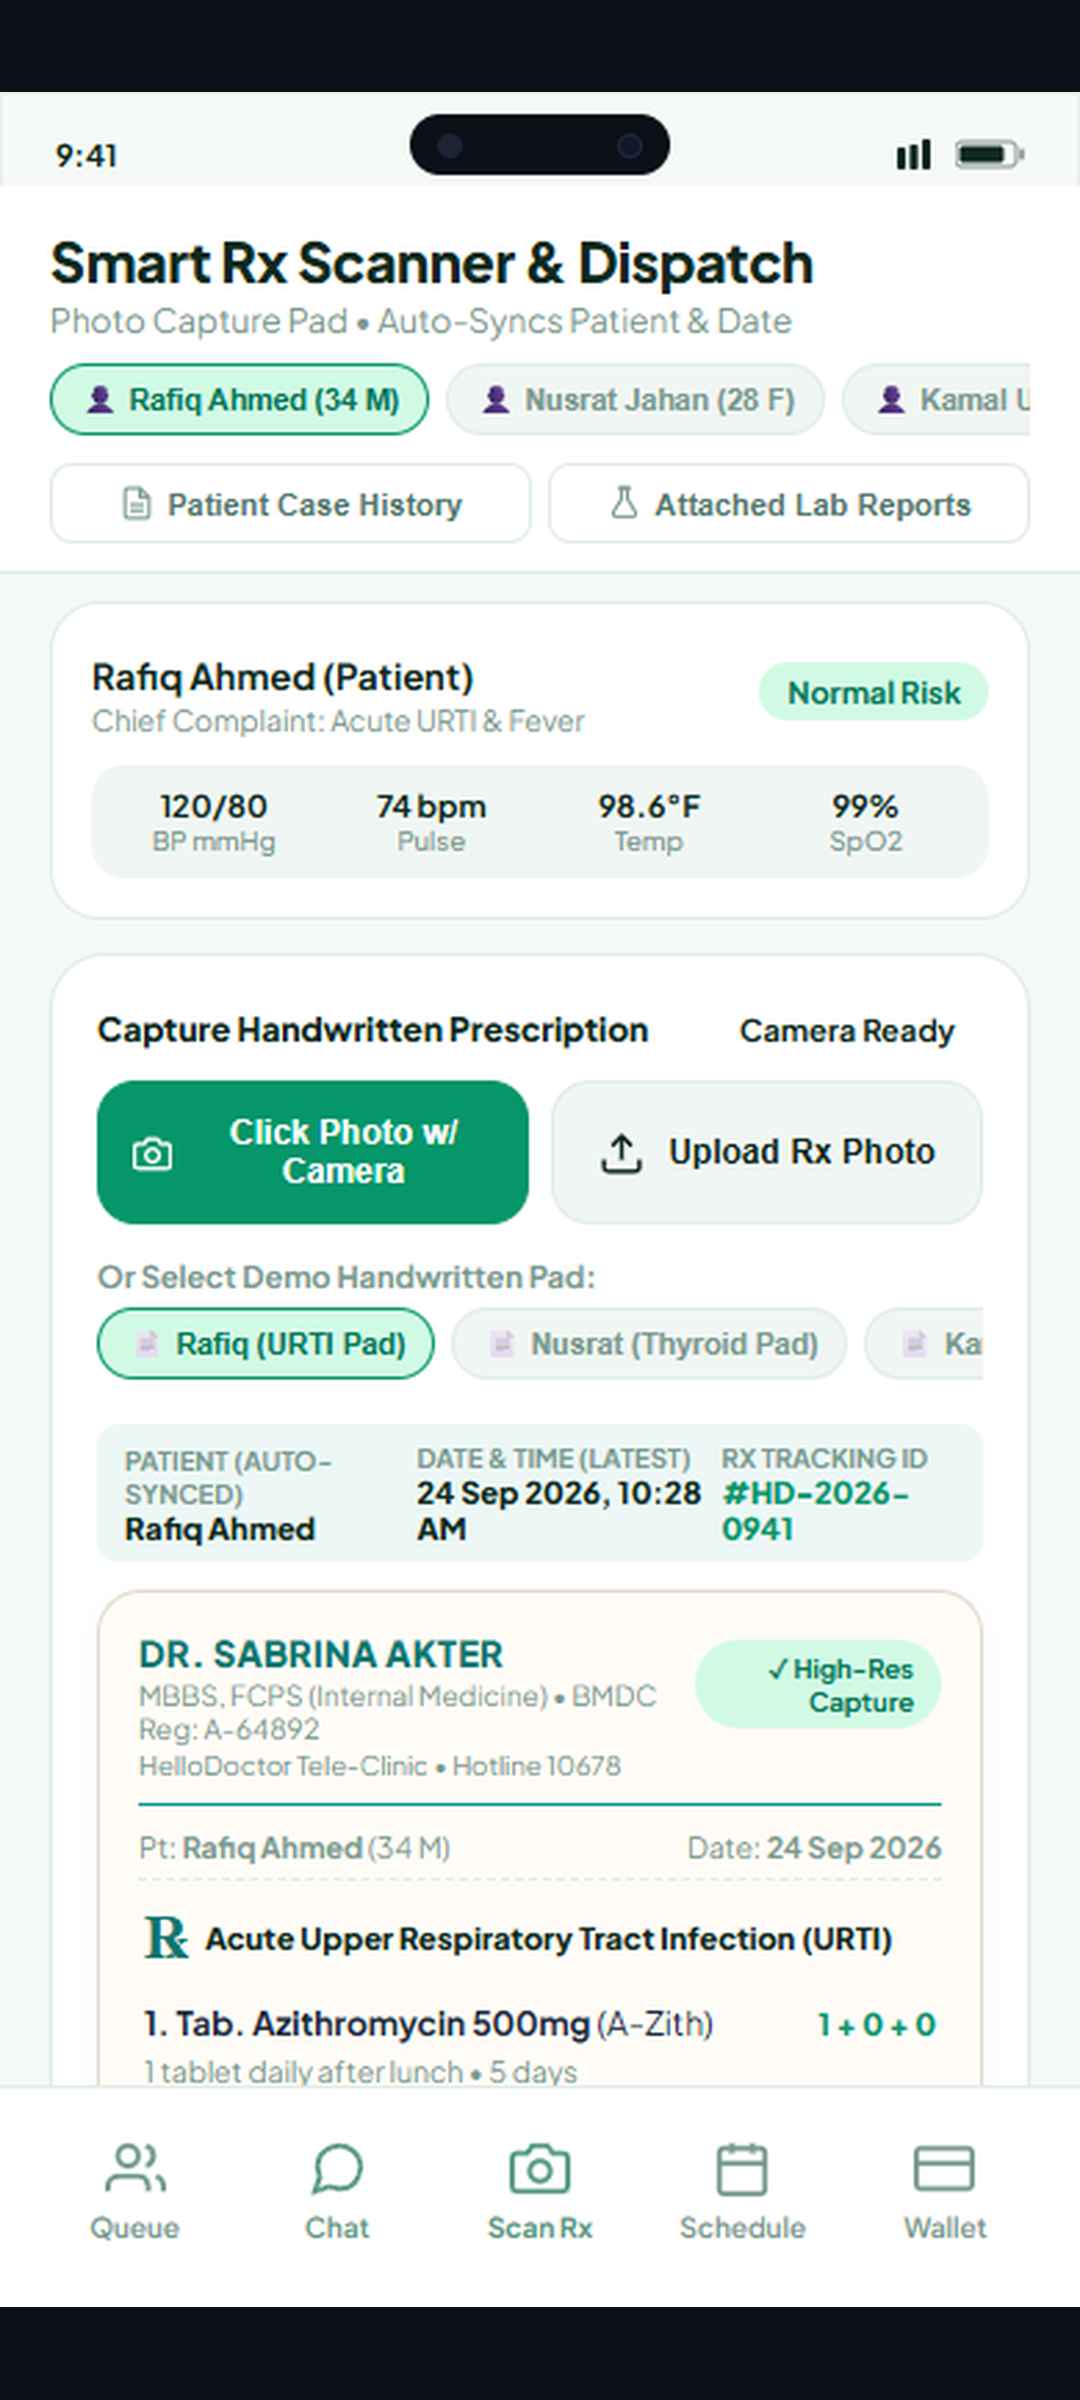 9:41
Smart Rx Scanner & Dispatch
Photo Capture Pad • Auto-Syncs Patient & Date
Rafiq Ahmed (34 M)
Nusrat Jahan (28 F)
Kamal U
Patient Case History
Attached Lab Reports
Rafiq Ahmed (Patient)
Normal Risk
Chief Complaint: Acute URTI & Fever
120/80
74 bpm
98.6°F
99%
BP mmHg
Pulse
Temp
SpO2
Capture Handwritten Prescription
Camera Ready
Click Photo w/
Camera
Upload Rx Photo
Or Select Demo Handwritten Pad:
Rafiq (URTI Pad)
Nusrat (Thyroid Pad)
Ka
PATIENT (AUTO-
SYNCED)
Rafiq Ahmed
DATE & TIME (LATEST)
24 Sep 2026, 10:28
AM
RX TRACKING ID
#HD-2026-
0941
DR. SABRINA AKTER
MBBS, FCPS (Internal Medicine) • BMDC
Reg: A-64892
HelloDoctor Tele-Clinic • Hotline 10678
✓ High-Res
Capture
Pt: Rafiq Ahmed (34 M)
Date: 24 Sep 2026
℞ Acute Upper Respiratory Tract Infection (URTI)
1. Tab. Azithromycin 500mg (A-Zith)
1 + 0 + 0
1 tablet daily after lunch • 5 days
Queue
Chat
Scan Rx
Schedule
Wallet